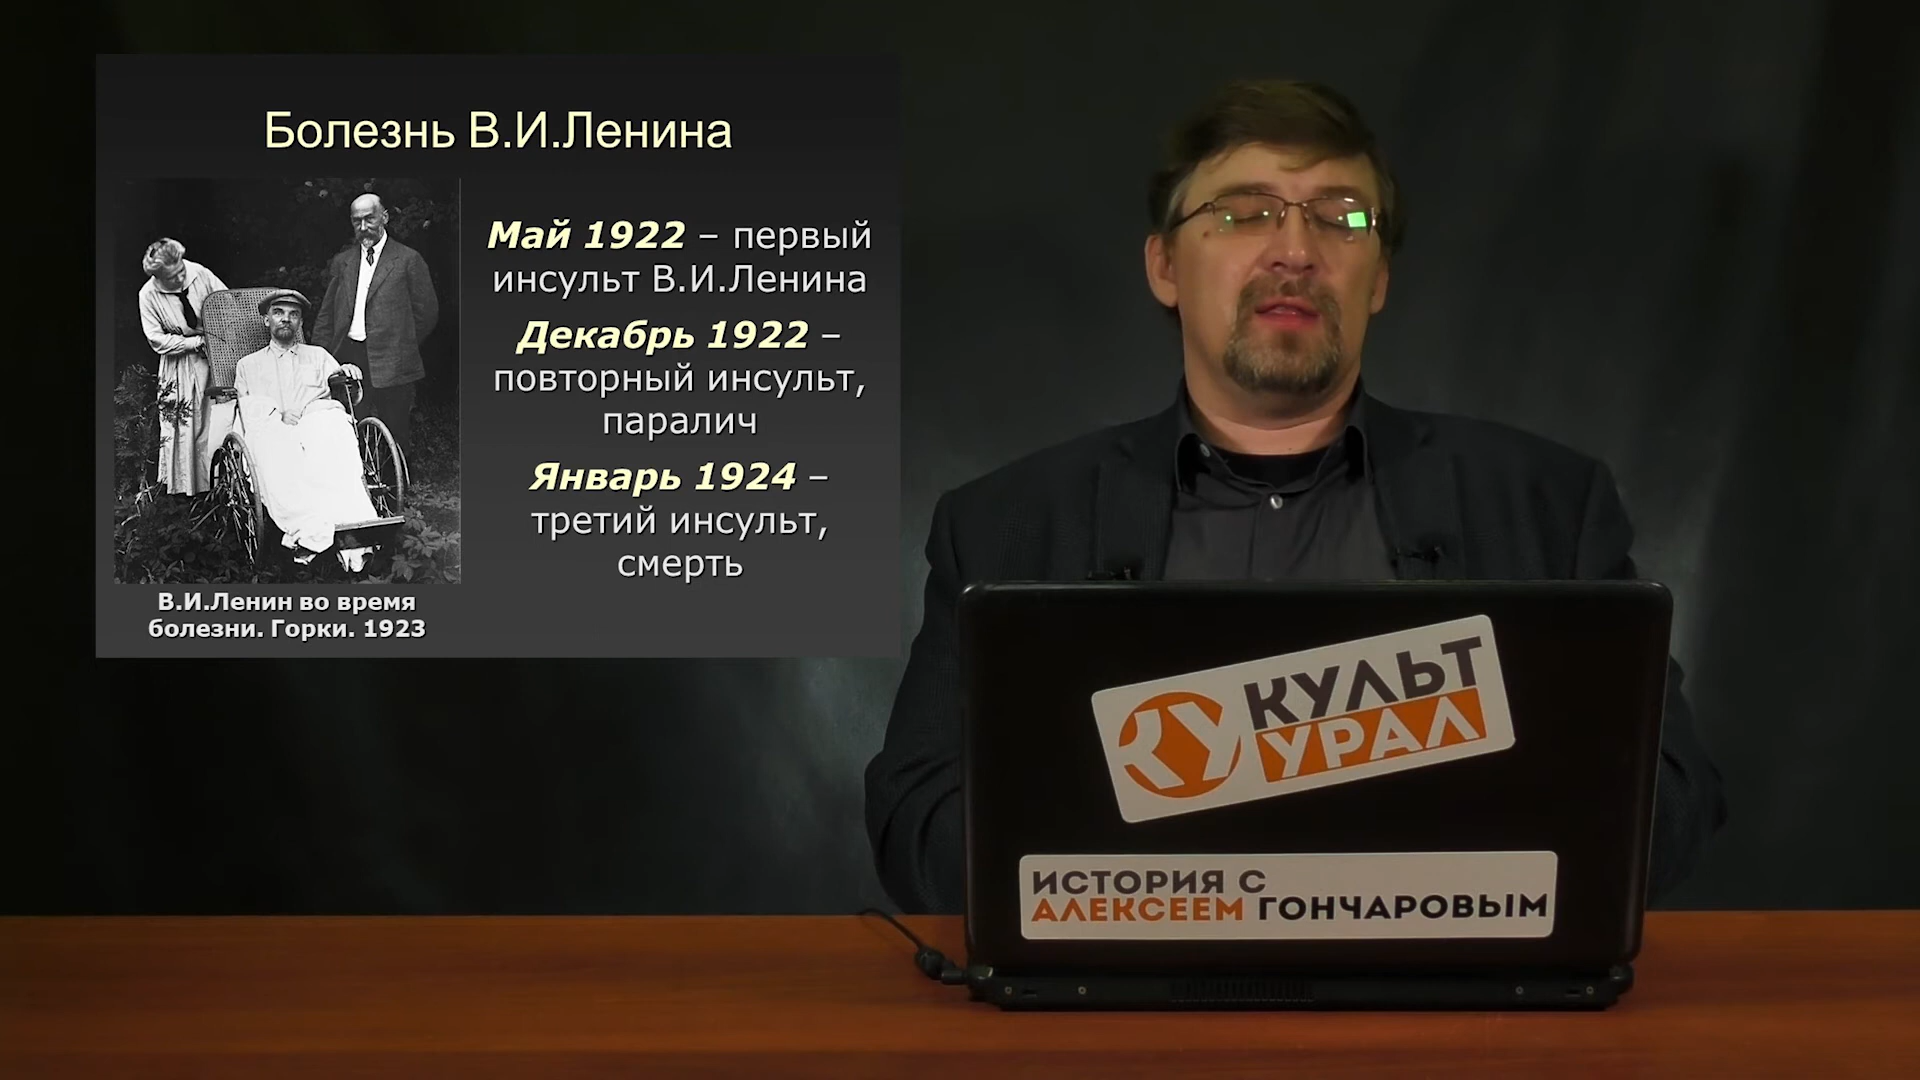 Болезнь В.И.Ленина
Май 1922 – первый
инсульт В.И.Ленина
Декабрь 1922 –
повторный инсульт,
паралич
Январь 1924 –
третий инсульт,
смерть
В.И.Ленин во время
болезни. Горки. 1923
КУ КУЛЬТ
УРАЛ
ИСТОРИЯ С
АЛЕКСЕЕМ ГОНЧАРОВЫМ